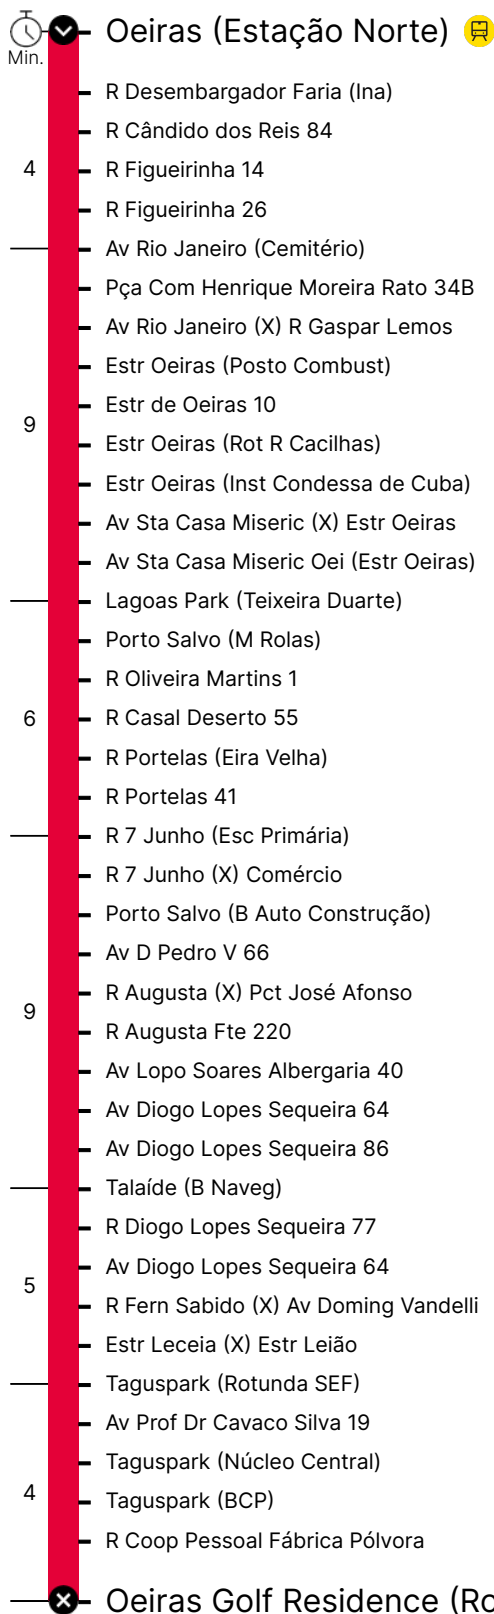 Oeiras (Estação Norte)
Min.
R Desembargador Faria (Ina)
R Cândido dos Reis 84
4 R Figueirinha 14
R Figueirinha 26
Av Rio Janeiro (Cemitério)
Pça Com Henrique Moreira Rato 34B
Av Rio Janeiro (X) R Gaspar Lemos
Estr Oeiras (Posto Combust)
Estr de Oeiras 10
9
Estr Oeiras (Rot R Cacilhas)
Estr Oeiras (Inst Condessa de Cuba)
Av Sta Casa Miseric (X) Estr Oeiras
Av Sta Casa Miseric Oei (Estr Oeiras)
Lagoas Park (Teixeira Duarte)
Porto Salvo (M Rolas)
R Oliveira Martins 1
6 R Casal Deserto 55
R Portelas (Eira Velha)
R Portelas 41
R 7 Junho (Esc Primária)
R 7 Junho (X) Comércio
Porto Salvo (B Auto Construção)
Av D Pedro V 66
R Augusta (X) Pct José Afonso
9
R Augusta Fte 220
Av Lopo Soares Albergaria 40
Av Diogo Lopes Sequeira 64
Av Diogo Lopes Sequeira 86
Talaíde (B Naveg)
R Diogo Lopes Sequeira 77
Av Diogo Lopes Sequeira 64
5
R Fern Sabido (X) Av Doming Vandelli
Estr Leceia (X) Estr Leião
Taguspark (Rotunda SEF)
Av Prof Dr Cavaco Silva 19
Taguspark (Núcleo Central)
4 Taguspark (BCP)
R Coop Pessoal Fábrica Pólvora
Oeiras Golf Residence (Ro